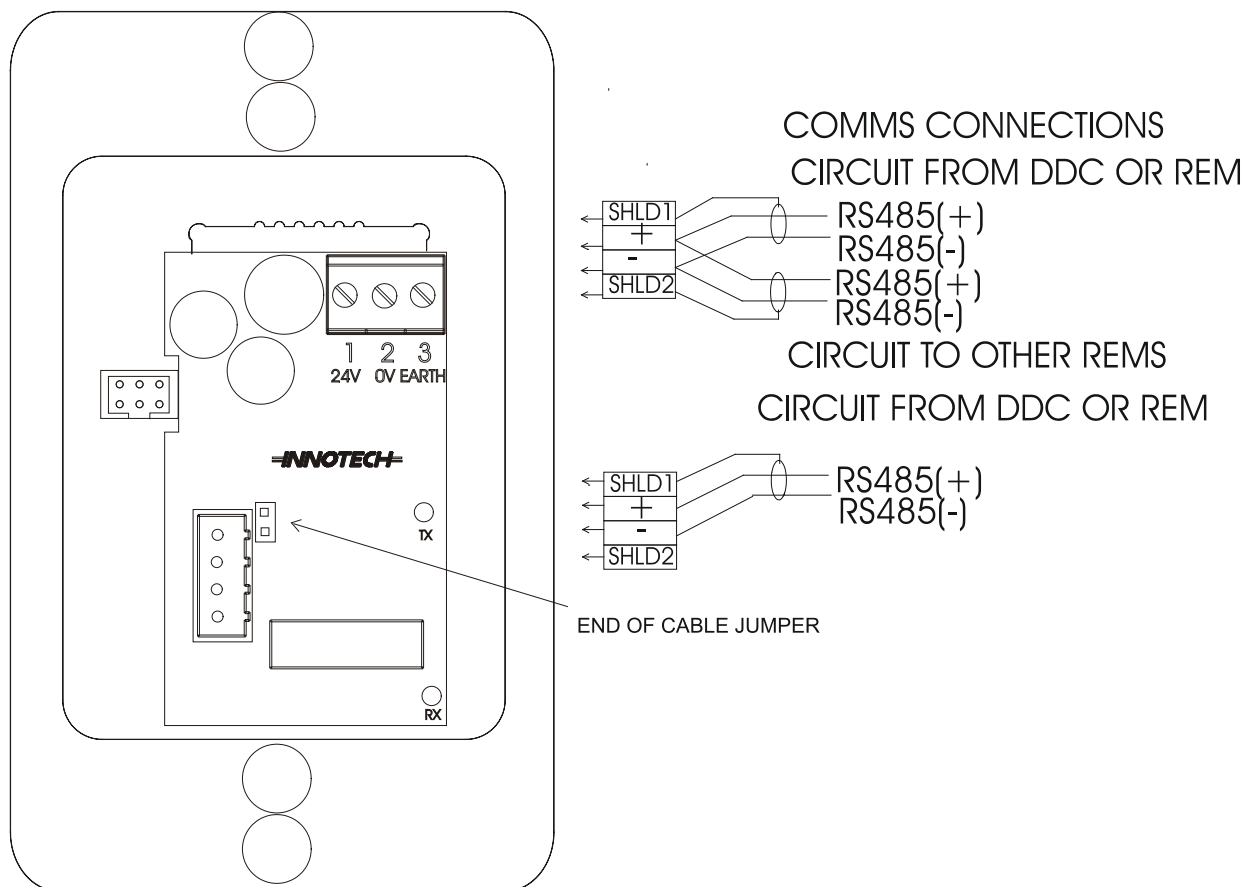 COMMS CONNECTIONS
CIRCUIT FROM DDC OR REM
SHLD1
+
-
SHLD2
RS485(+)
RS485(-)
RS485(+)
RS485(-)
CIRCUIT TO OTHER REMS
CIRCUIT FROM DDC OR REM
SHLD1
+
-
SHLD2
RS485(+)
RS485(-)
1 2 3
24V 0V EARTH
INNOTECH
TX
END OF CABLE JUMPER
RX